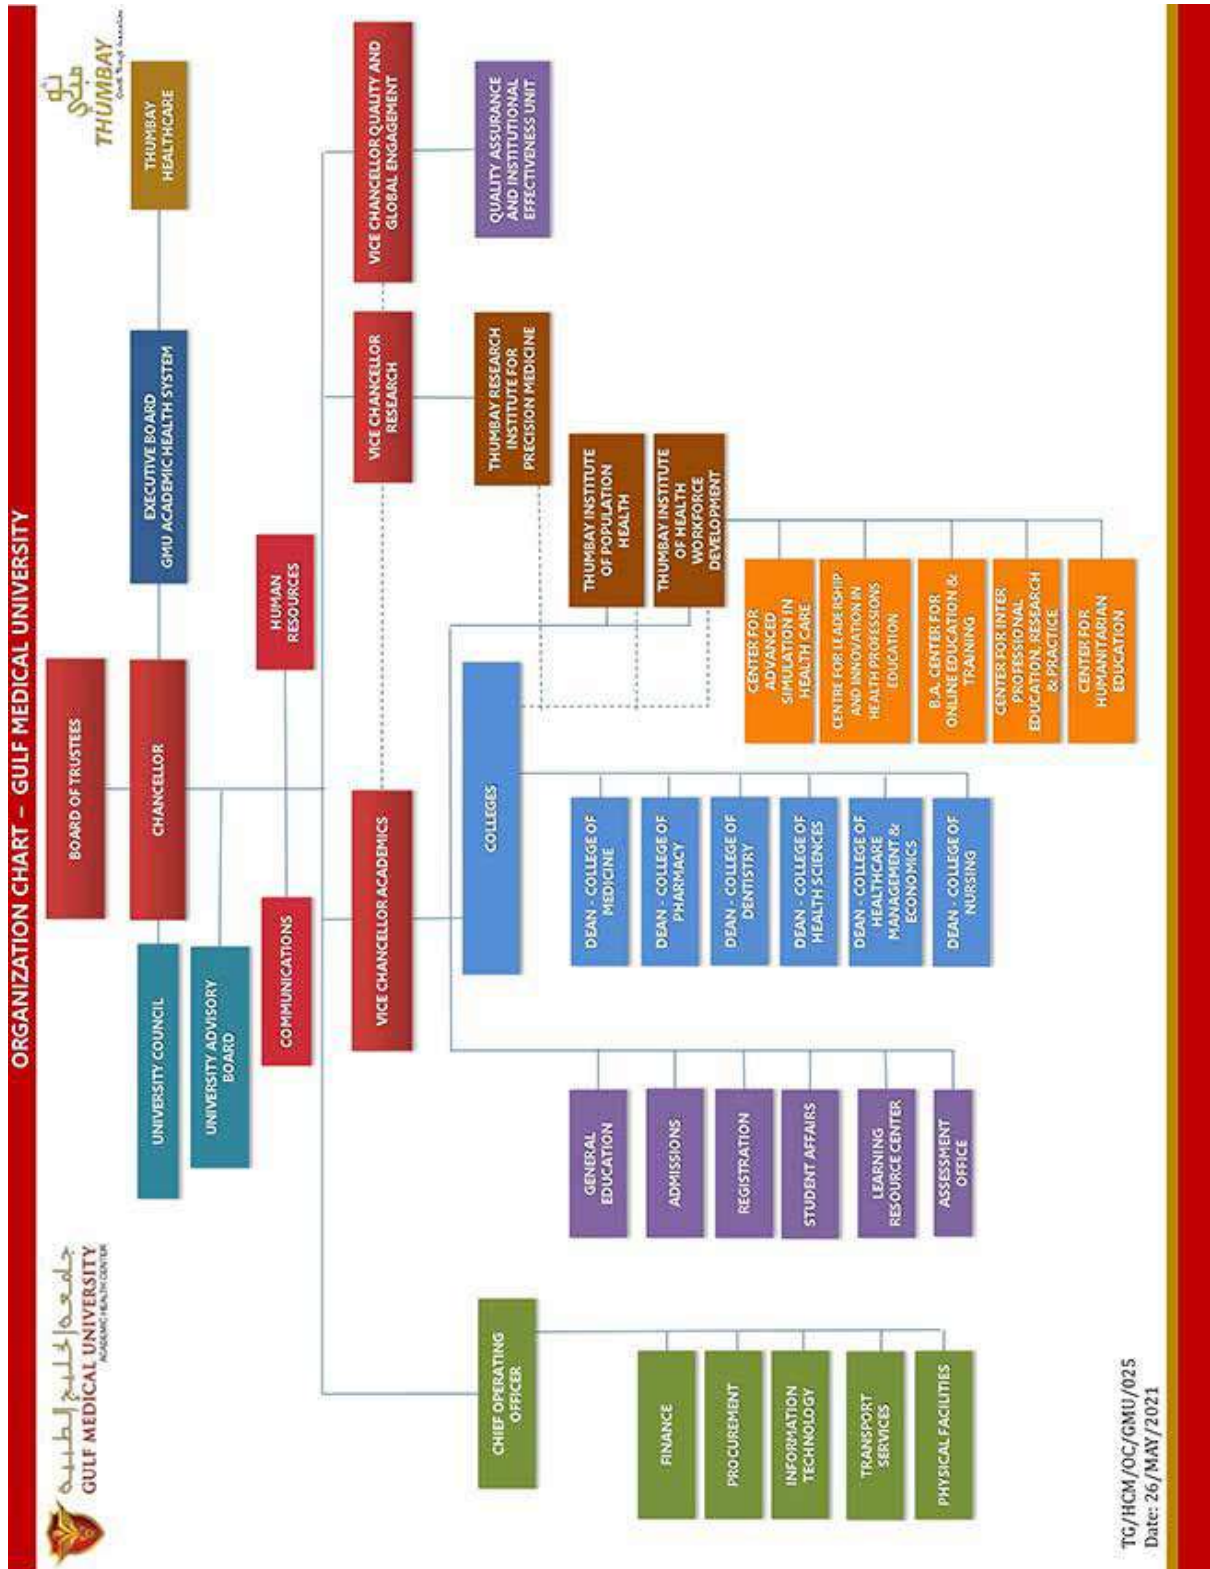 ORGANIZATION CHART – GULF MEDICAL UNIVERSITY
جامعة الخليج الطبية
GULF MEDICAL UNIVERSITY
ACADEMIC HEALTH CENTER
THUMBAY
BOARD OF TRUSTEES
UNIVERSITY COUNCIL
CHANCELLOR
EXECUTIVE BOARD
GMU ACADEMIC HEALTH SYSTEM
THUMBAY
HEALTHCARE
UNIVERSITY ADVISORY
BOARD
COMMUNICATIONS
HUMAN
RESOURCES
VICE CHANCELLOR ACADEMICS
VICE CHANCELLOR
RESEARCH
VICE CHANCELLOR QUALITY AND
GLOBAL ENGAGEMENT
CHIEF OPERATING
OFFICER
COLLEGES
THUMBAY RESEARCH
INSTITUTE FOR
PRECISION MEDICINE
QUALITY ASSURANCE
AND INSTITUTIONAL
EFFECTIVENESS UNIT
FINANCE
PROCUREMENT
INFORMATION
TECHNOLOGY
TRANSPORT
SERVICES
PHYSICAL FACILITIES
GENERAL
EDUCATION
ADMISSIONS
REGISTRATION
STUDENT AFFAIRS
LEARNING
RESOURCE CENTER
ASSESSMENT
OFFICE
DEAN - COLLEGE OF
MEDICINE
DEAN - COLLEGE OF
PHARMACY
DEAN - COLLEGE OF
DENTISTRY
DEAN - COLLEGE OF
HEALTH SCIENCES
DEAN - COLLEGE OF
HEALTHCARE
MANAGEMENT &
ECONOMICS
DEAN - COLLEGE OF
NURSING
THUMBAY INSTITUTE
OF POPULATION
HEALTH
THUMBAY INSTITUTE
OF HEALTH
WORKFORCE
DEVELOPMENT
CENTER FOR
ADVANCED
SIMULATION IN
HEALTH CARE
CENTRE FOR LEADERSHIP
AND INNOVATION IN
HEALTH PROFESSIONS
EDUCATION
B.A. CENTER FOR
ONLINE EDUCATION &
TRAINING
CENTER FOR INTER
PROFESSIONAL
EDUCATION, RESEARCH
& PRACTICE
CENTER FOR
HUMANITARIAN
EDUCATION
TG/HCM/OC/GMU/025
Date: 26/MAY/2021